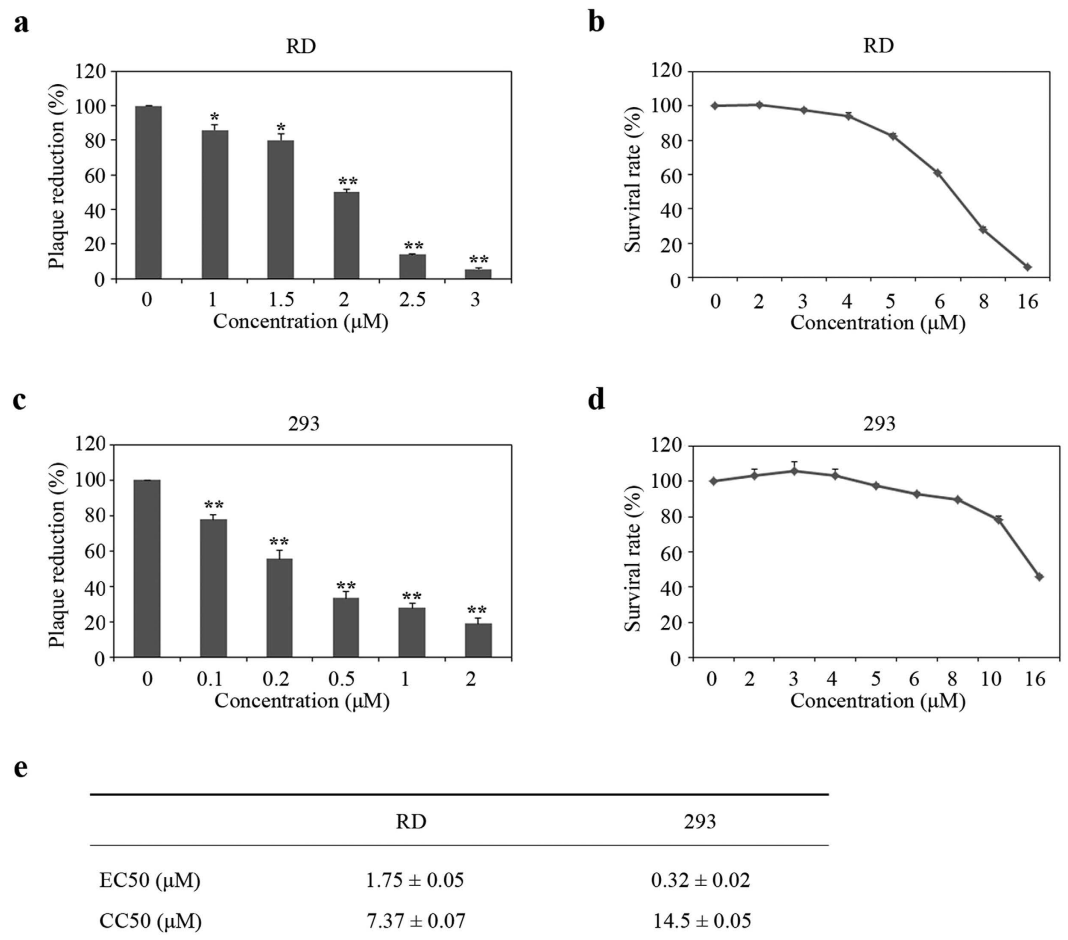 a
RD
Plaque reduction (%)
120
100
80
60
40
20
0
* * ** ** **
0 1 1.5 2 2.5 3
Concentration (μM)
b
RD
Surviral rate (%)
120
100
80
60
40
20
0
0 2 3 4 5 6 8 16
Concentration (μM)
c
293
Plaque reduction (%)
120
100
80
60
40
20
0
** ** ** ** **
0 0.1 0.2 0.5 1 2
Concentration (μM)
d
293
Surviral rate (%)
120
100
80
60
40
20
0
0 2 3 4 5 6 8 10 16
Concentration (μM)
e
RD 293
EC50 (μM) 1.75 ± 0.05 0.32 ± 0.02
CC50 (μM) 7.37 ± 0.07 14.5 ± 0.05